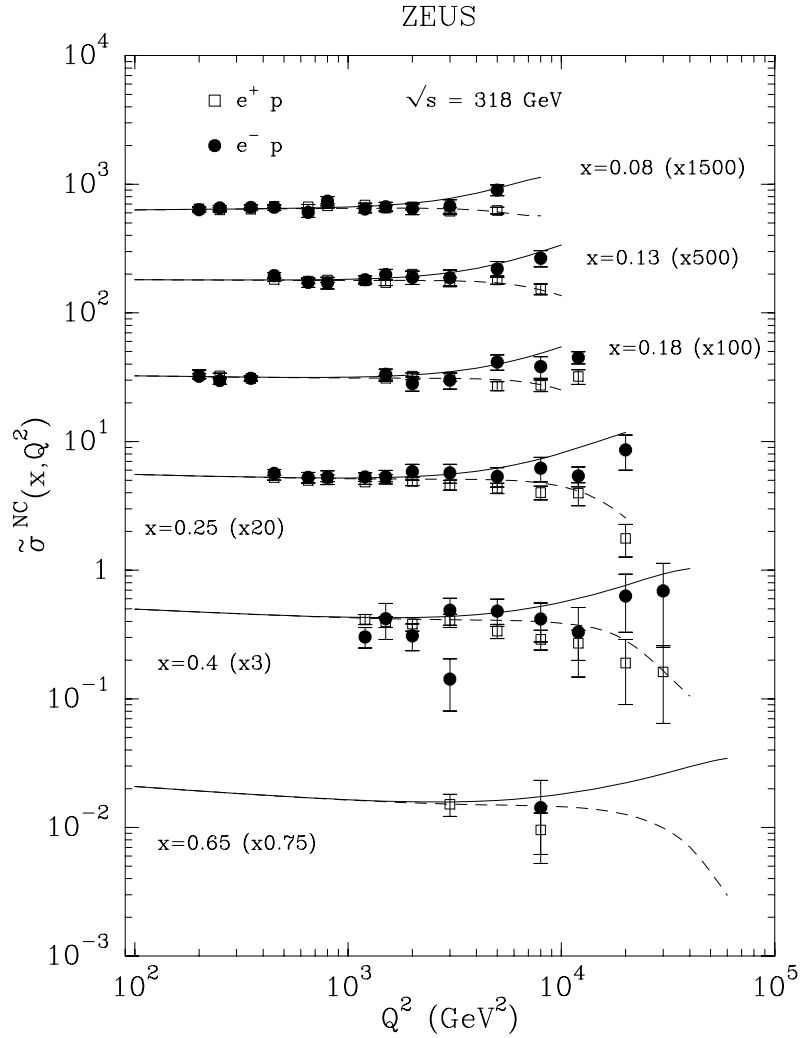 ZEUS
10⁴
e⁺ p
√s = 318 GeV
e⁻ p
10³
x=0.08 (x1500)
x=0.13 (x500)
10²
x=0.18 (x100)
10¹
x=0.25 (x20)
1
x=0.4 (x3)
10⁻¹
10⁻²
x=0.65 (x0.75)
10⁻³
σ̃ᴺᶜ(x,Q²)
10²
10³
10⁴
10⁵
Q² (GeV²)